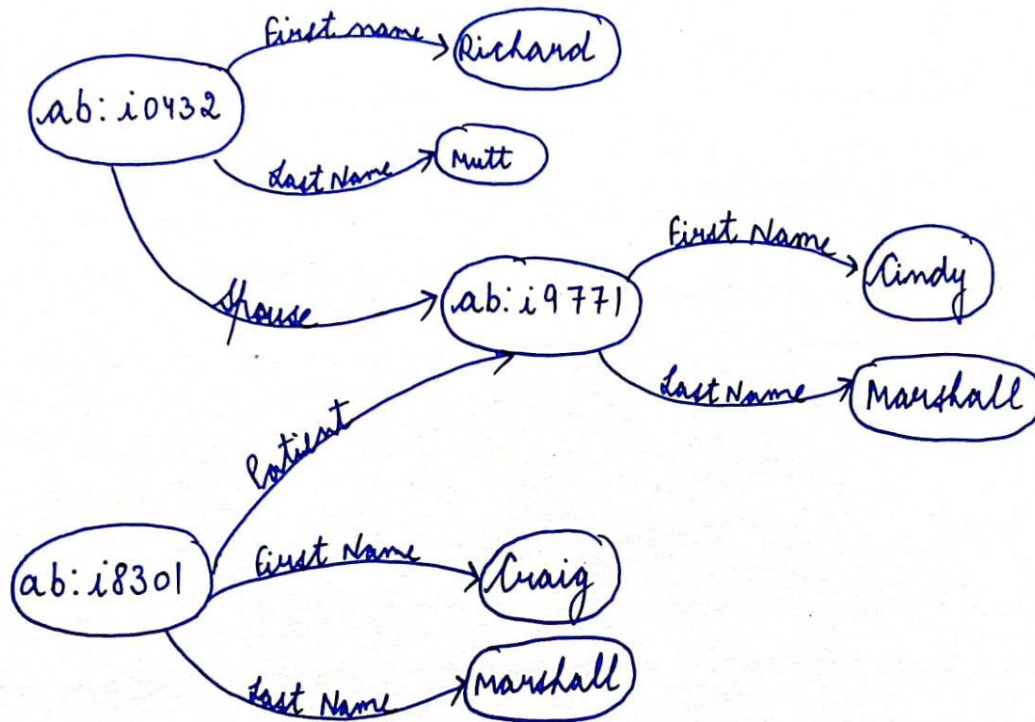 First name
Richard
ab: i0432
Last Name
Mutt
First Name
Cindy
ab: i9771
Spouse
Last Name
Marshall
Patient
First Name
Craig
ab: i8301
Last Name
Marshall